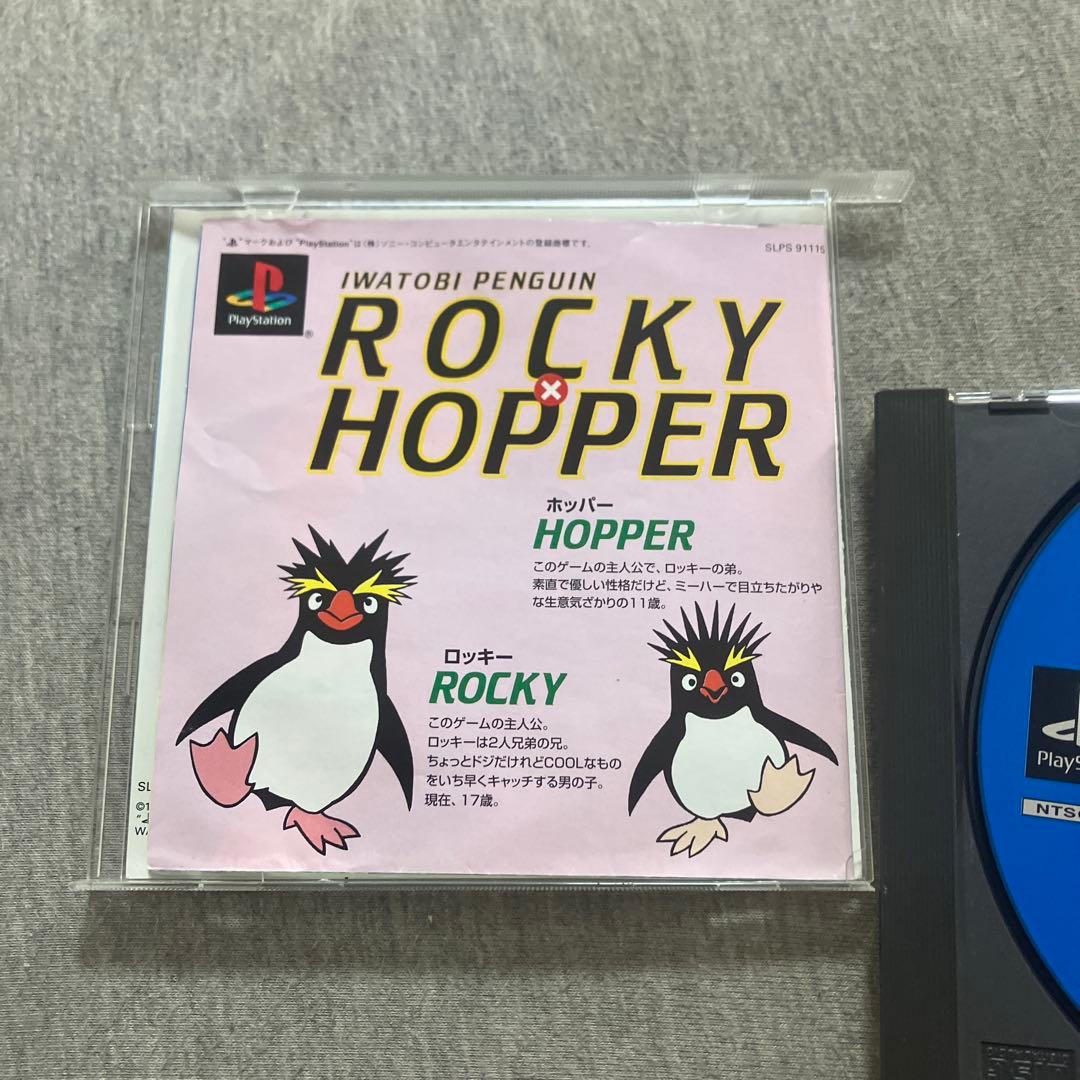 "PS"マークおよび"PlayStation"は(株)ソニー・コンピュータエンタテインメントの登録商標です。
SLPS 91115
PlayStation
®
IWATOBI PENGUIN
ROCKY
×
HOPPER
ホッパー
HOPPER
このゲームの主人公で、ロッキーの弟。
素直で優しい性格だけど、ミーハーで目立ちたがりや
な生意気ざかりの11歳。
ロッキー
ROCKY
このゲームの主人公。
ロッキーは2人兄弟の兄。
ちょっとドジだけれどCOOLなもの
をいち早くキャッチする男の子。
現在、17歳。